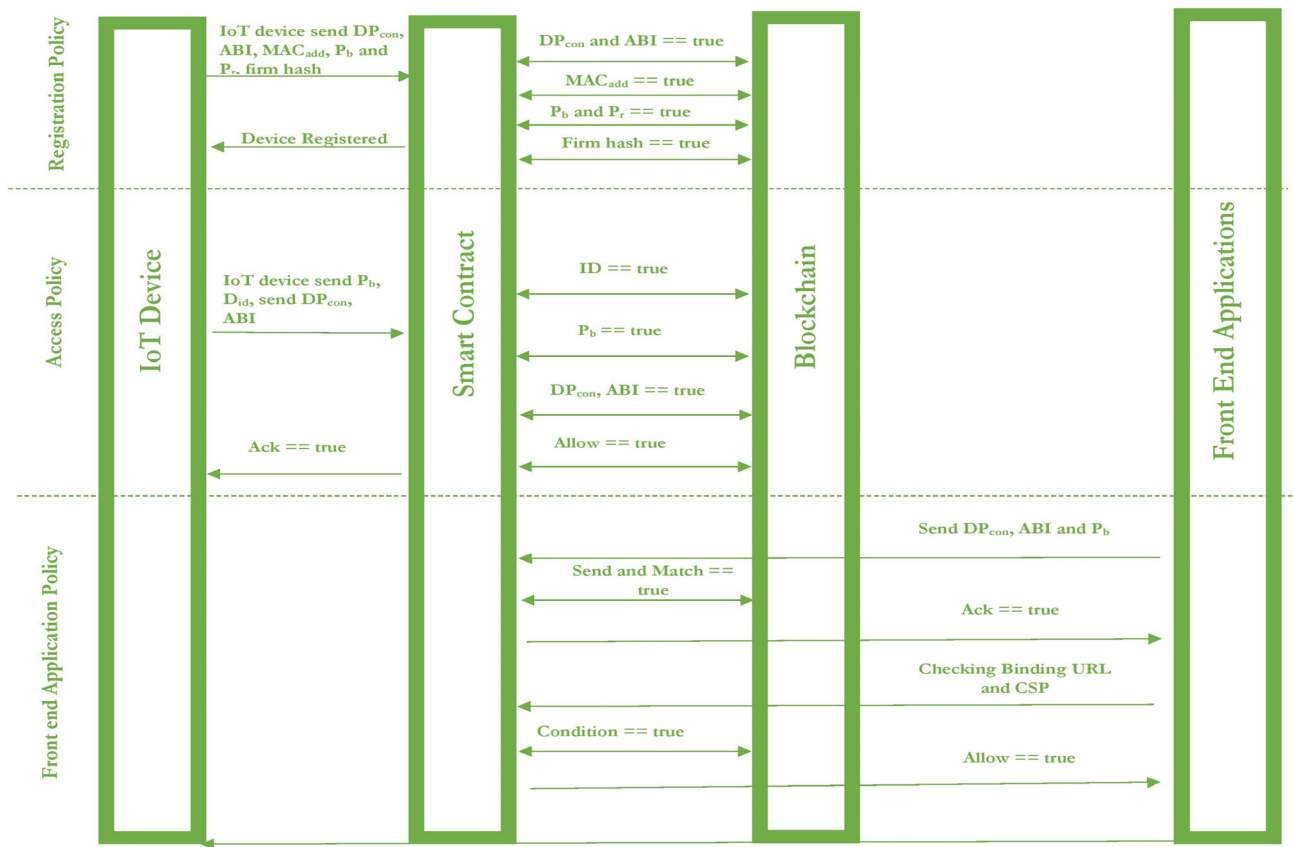 Registration Policy
IoT device send DPcon,
ABI, MACadd, Pb and
Pr, firm hash
DPcon and ABI == true
MACadd == true
Pb and Pr == true
Device Registered
Firm hash == true
Access Policy
IoT Device
Smart Contract
Blockchain
Front End Applications
IoT device send Pb,
Did, send DPcon,
ABI
ID == true
Pb == true
DPcon, ABI == true
Ack == true
Allow == true
Front end Application Policy
Send DPcon, ABI and Pb
Send and Match ==
true
Ack == true
Checking Binding URL
and CSP
Condition == true
Allow == true